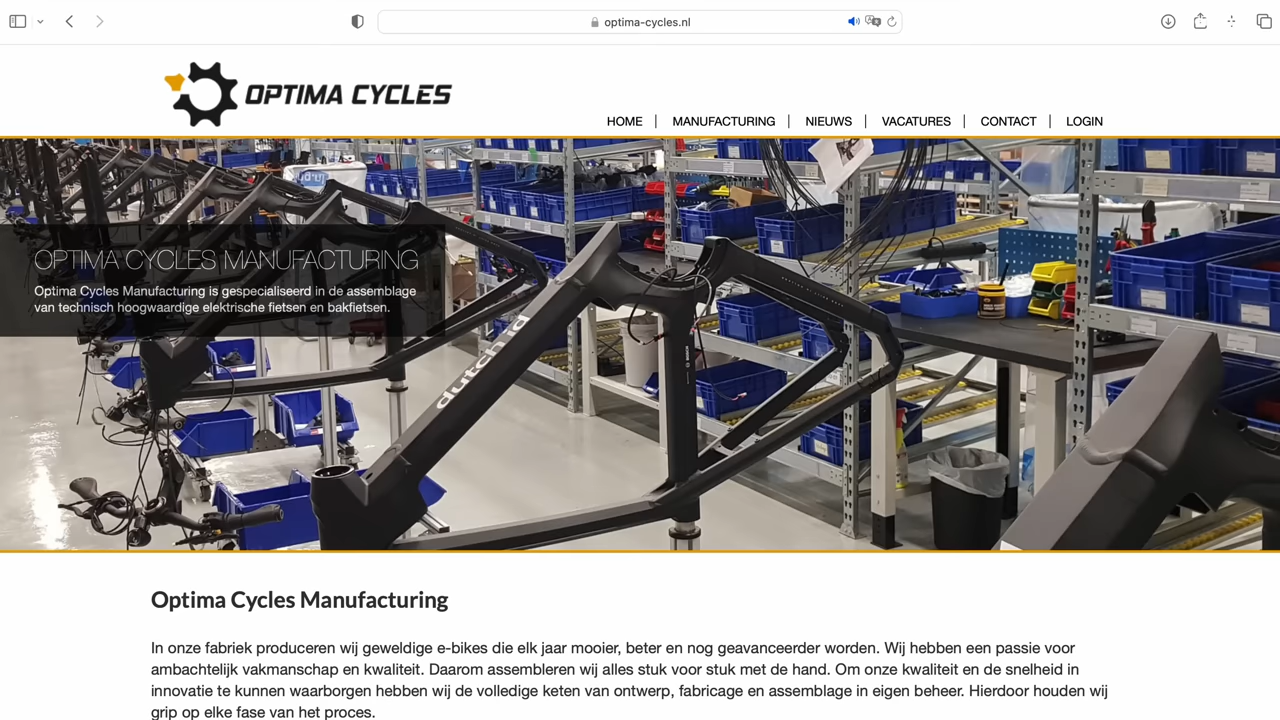 optima-cycles.nl
OPTIMA CYCLES
HOME | MANUFACTURING | NIEUWS | VACATURES | CONTACT | LOGIN
OPTIMA CYCLES MANUFACTURING
Optima Cycles Manufacturing is gespecialiseerd in de assemblage
van technisch hoogwaardige elektrische fietsen en bakfietsen.
Optima Cycles Manufacturing
In onze fabriek produceren wij geweldige e-bikes die elk jaar mooier, beter en nog geavanceerder worden. Wij hebben een passie voor
ambachtelijk vakmanschap en kwaliteit. Daarom assembleren wij alles stuk voor stuk met de hand. Om onze kwaliteit en de snelheid in
innovatie te kunnen waarborgen hebben wij de volledige keten van ontwerp, fabricage en assemblage in eigen beheer. Hierdoor houden wij
grip op elke fase van het proces.